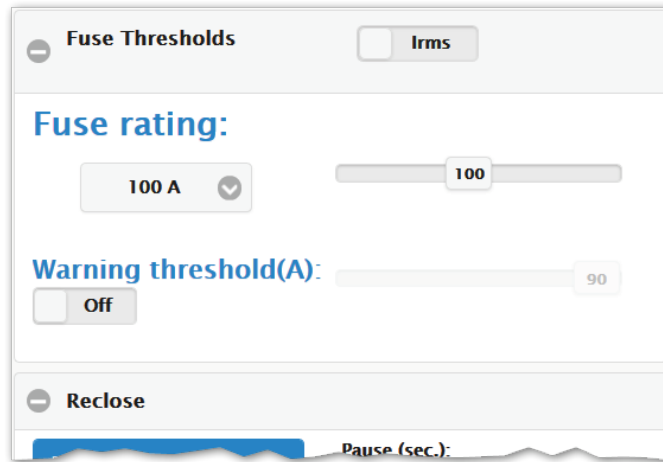 Fuse Thresholds
Irms
Fuse rating:
100 A
100
Warning threshold(A):
90
Off
Reclose
Pause (sec.):